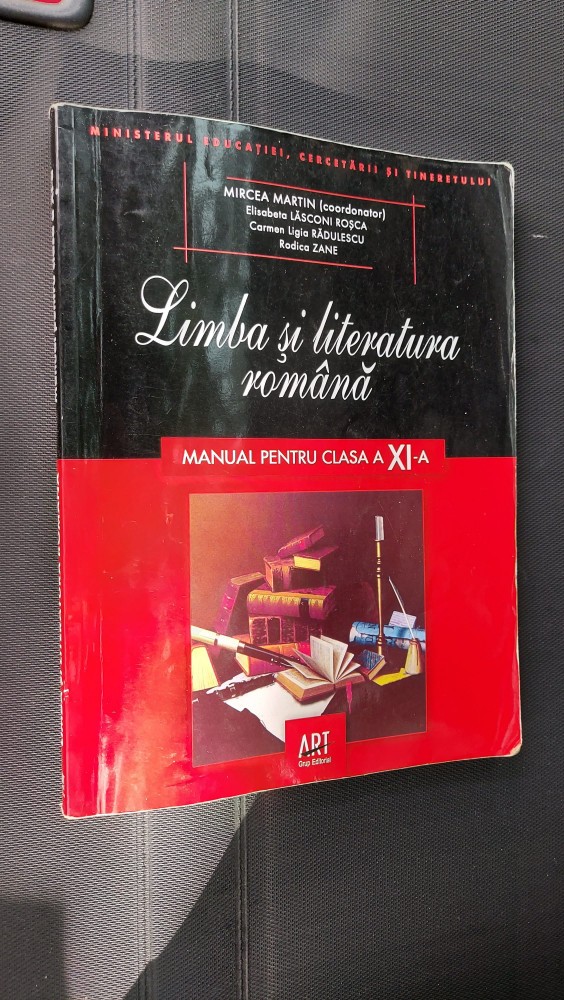 MINISTERUL EDUCAȚIEI, CERCETĂRII ȘI TINERETULUI
MIRCEA MARTIN (coordonator)
Elisabeta LĂSCONI ROȘCA
Carmen Ligia RĂDULESCU
Rodica ZANE
Limba și literatura
română
MANUAL PENTRU CLASA A XI-A
ART
Grup Editorial